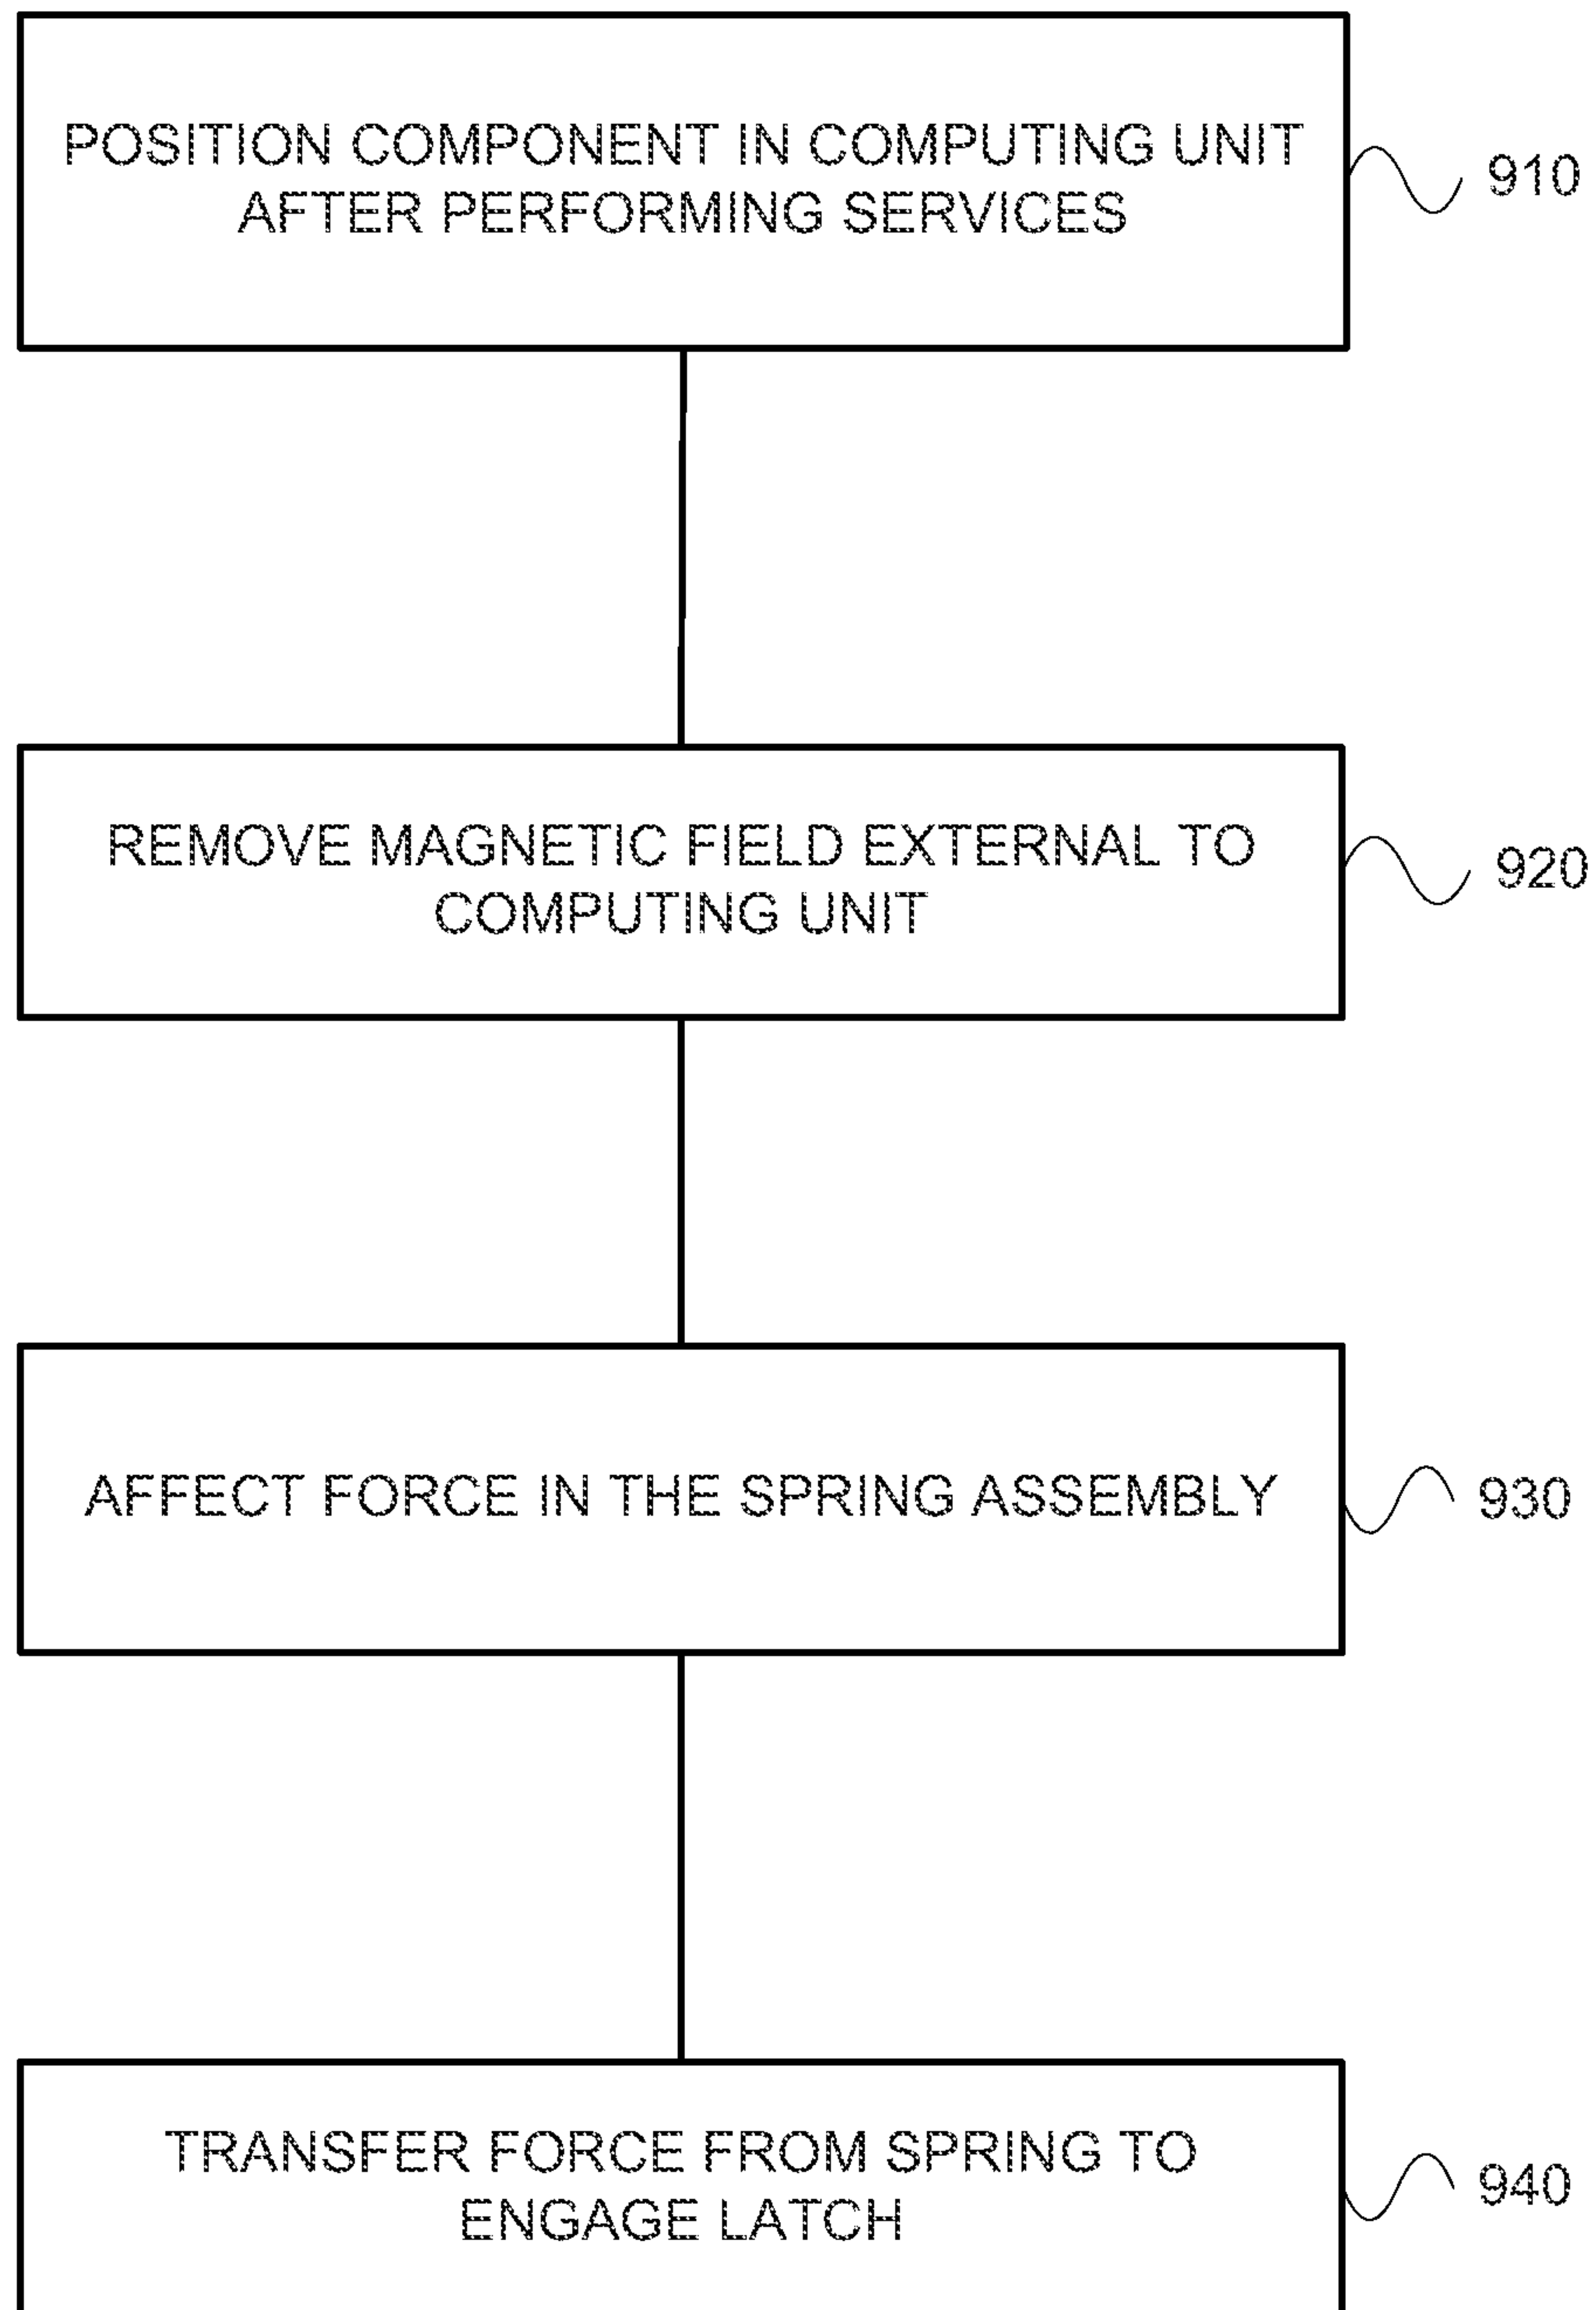 POSITION COMPONENT IN COMPUTING UNIT
AFTER PERFORMING SERVICES
910
REMOVE MAGNETIC FIELD EXTERNAL TO
COMPUTING UNIT
920
AFFECT FORCE IN THE SPRING ASSEMBLY
930
TRANSFER FORCE FROM SPRING TO
ENGAGE LATCH
940